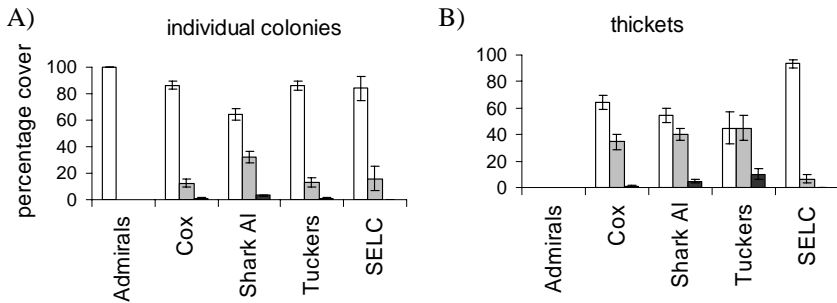 A)
individual colonies
percentage cover
100
80
60
40
20
0
Admirals
Cox
Shark Al
Tuckers
SELC
B)
thickets
100
80
60
40
20
0
Admirals
Cox
Shark Al
Tuckers
SELC